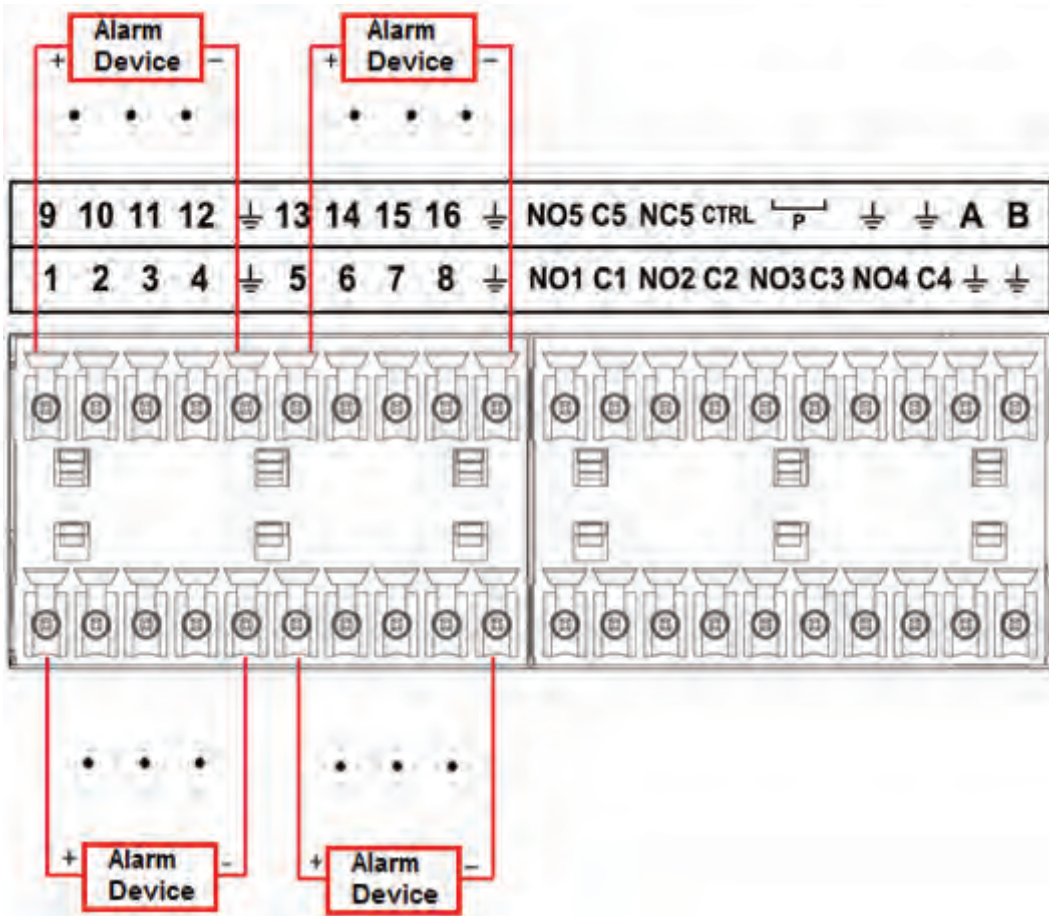 Alarm Device
Alarm Device
+ − + −
9 10 11 12 ⏚ 13 14 15 16 ⏚ NO5 C5 NC5 CTRL P ⏚ ⏚ A B
1 2 3 4 ⏚ 5 6 7 8 ⏚ NO1 C1 NO2 C2 NO3 C3 NO4 C4 ⏚ ⏚
+ - + −
Alarm Device
Alarm Device